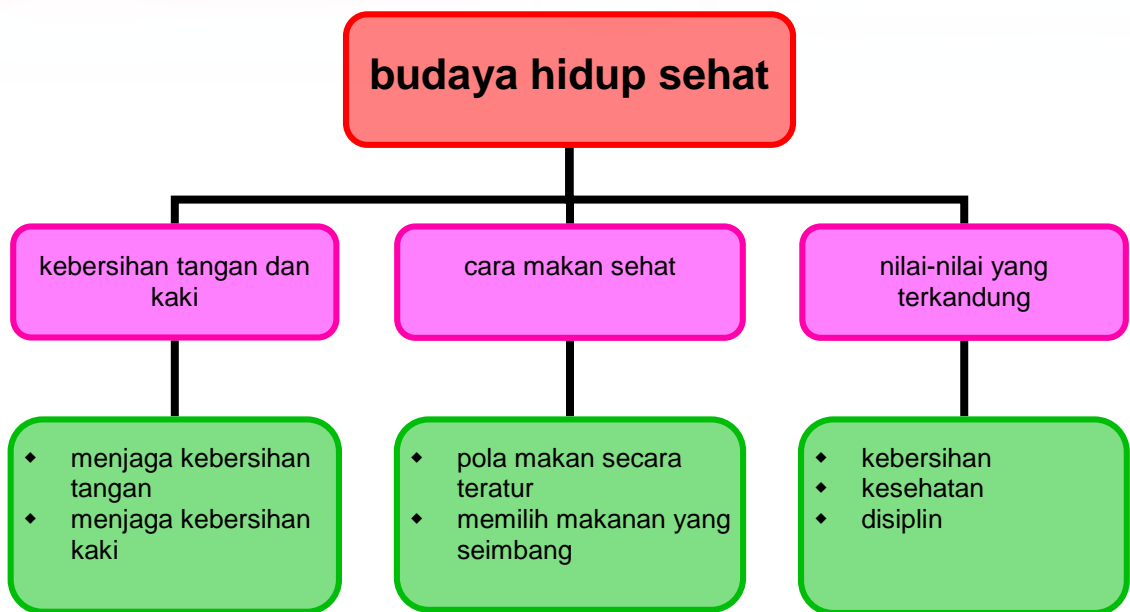 budaya hidup sehat
kebersihan tangan dan
kaki
cara makan sehat
nilai-nilai yang
terkandung
◆ menjaga kebersihan
tangan
◆ menjaga kebersihan
kaki
◆ pola makan secara
teratur
◆ memilih makanan yang
seimbang
◆ kebersihan
◆ kesehatan
◆ disiplin